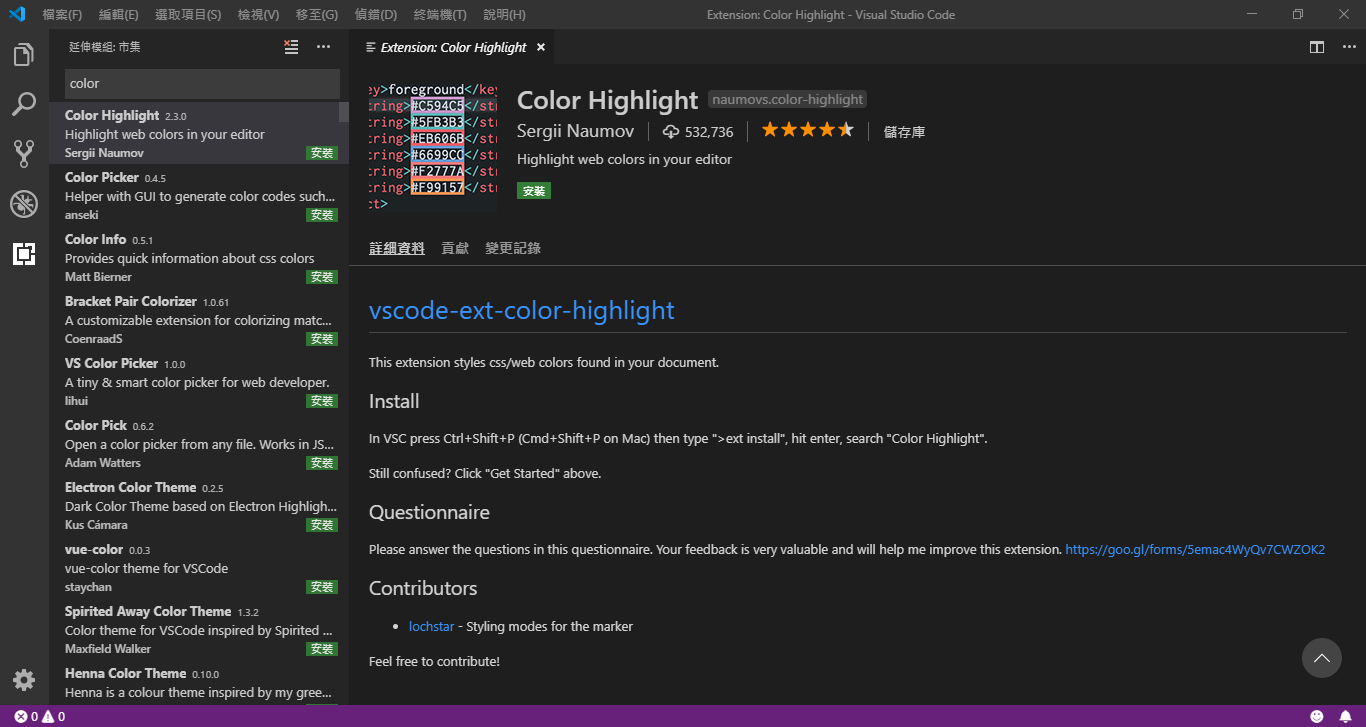 檔案(F) 編輯(E) 選取項目(S) 檢視(V) 移至(G) 偵錯(D) 終端機(T) 說明(H) Extension: Color Highlight - Visual Studio Code
延伸模組: 市集
color
Color Highlight 2.3.0
Highlight web colors in your editor
Sergii Naumov 安裝
Color Picker 0.4.5
Helper with GUI to generate color codes such...
anseki 安裝
Color Info 0.5.1
Provides quick information about css colors
Matt Bierner 安裝
Bracket Pair Colorizer 1.0.61
A customizable extension for colorizing matc...
CoenraadS 安裝
VS Color Picker 1.0.0
A tiny & smart color picker for web developer.
lihui 安裝
Color Pick 0.6.2
Open a color picker from any file. Works in JS...
Adam Watters 安裝
Electron Color Theme 0.2.5
Dark Color Theme based on Electron Highligh...
Kus Cámara 安裝
vue-color 0.0.3
vue-color theme for VSCode
staychan 安裝
Spirited Away Color Theme 1.3.2
Color theme for VSCode inspired by Spirited ...
Maxfield Walker 安裝
Henna Color Theme 0.10.0
Henna is a colour theme inspired by my gree...
Extension: Color Highlight
ey>foreground</key
tring>#C594C5</str
tring>#5FB3B3</str
tring>#EB606B</str
tring>#6699CC</str
tring>#F2777A</str
tring>#F99157</str
ct>
Color Highlight naumovs.color-highlight
Sergii Naumov 532,736 儲存庫
Highlight web colors in your editor
安裝
詳細資料 貢獻 變更記錄
vscode-ext-color-highlight
This extension styles css/web colors found in your document.
Install
In VSC press Ctrl+Shift+P (Cmd+Shift+P on Mac) then type ">ext install", hit enter, search "Color Highlight".
Still confused? Click "Get Started" above.
Questionnaire
Please answer the questions in this questionnaire. Your feedback is very valuable and will help me improve this extension. https://goo.gl/forms/5emac4WyQv7CWZOK2
Contributors
• lochstar - Styling modes for the marker
Feel free to contribute!
0 0